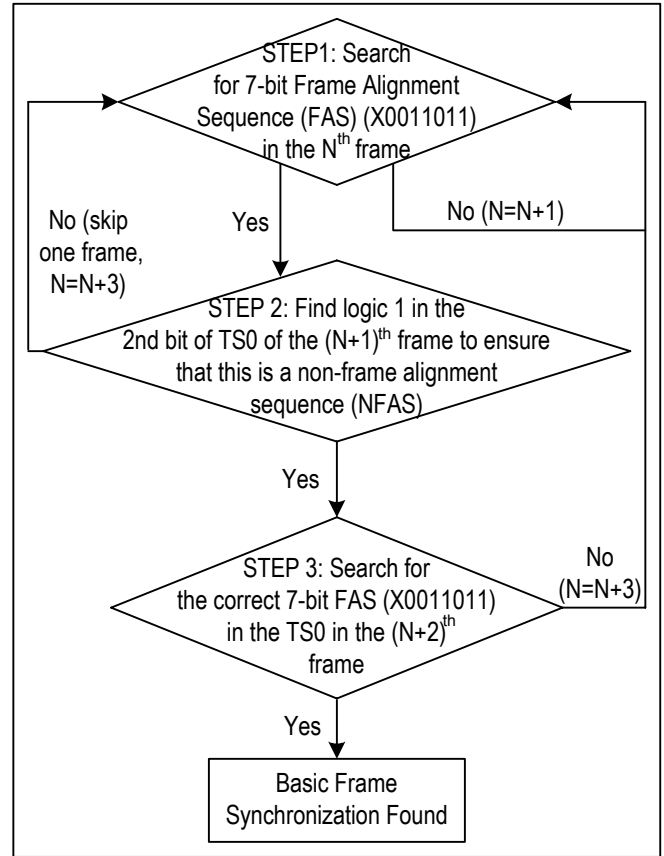 STEP1: Search
for 7-bit Frame Alignment
Sequence (FAS) (X0011011)
in the Nth frame
No (skip
one frame,
N=N+3)
Yes
No (N=N+1)
STEP 2: Find logic 1 in the
2nd bit of TS0 of the (N+1)th frame to ensure
that this is a non-frame alignment
sequence (NFAS)
Yes
STEP 3: Search for
the correct 7-bit FAS (X0011011)
in the TS0 in the (N+2)th
frame
No
(N=N+3)
Yes
Basic Frame
Synchronization Found